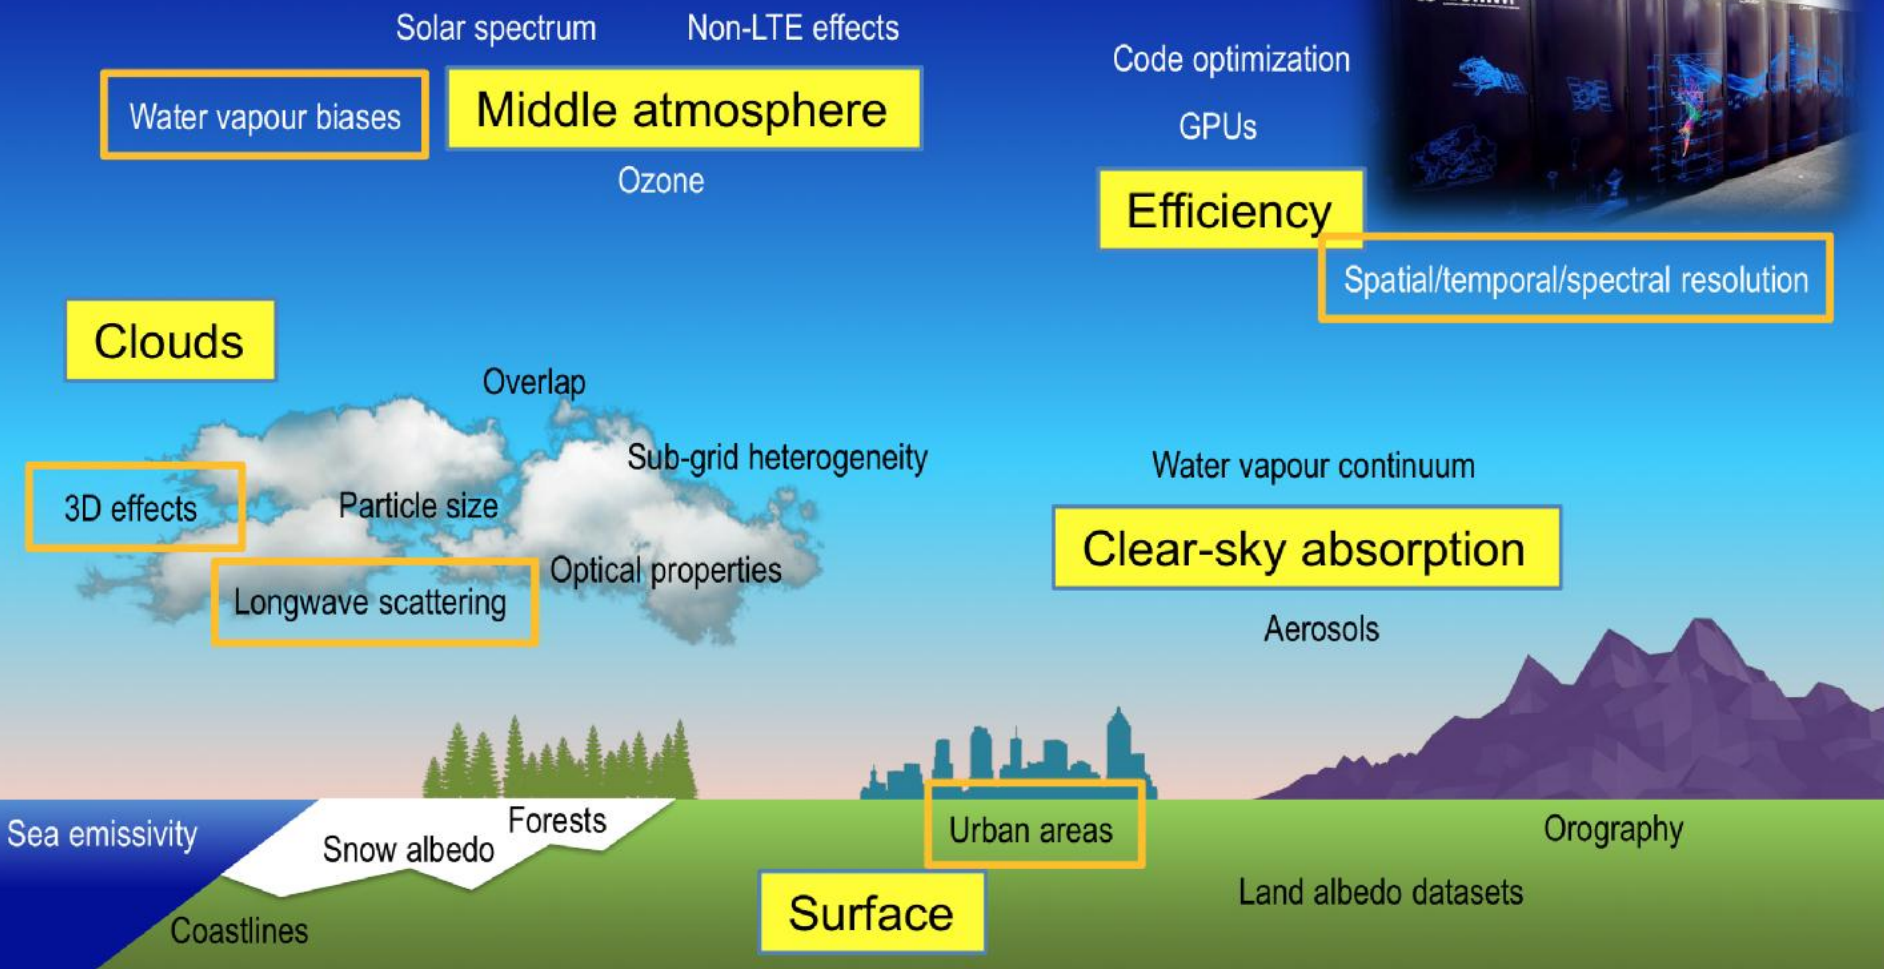 Solar spectrum
Non-LTE effects
Code optimization
Water vapour biases
Middle atmosphere
GPUs
Ozone
Efficiency
Spatial/temporal/spectral resolution
Clouds
Overlap
Sub-grid heterogeneity
Water vapour continuum
3D effects
Particle size
Clear-sky absorption
Optical properties
Longwave scattering
Aerosols
Forests
Sea emissivity
Snow albedo
Urban areas
Orography
Land albedo datasets
Surface
Coastlines